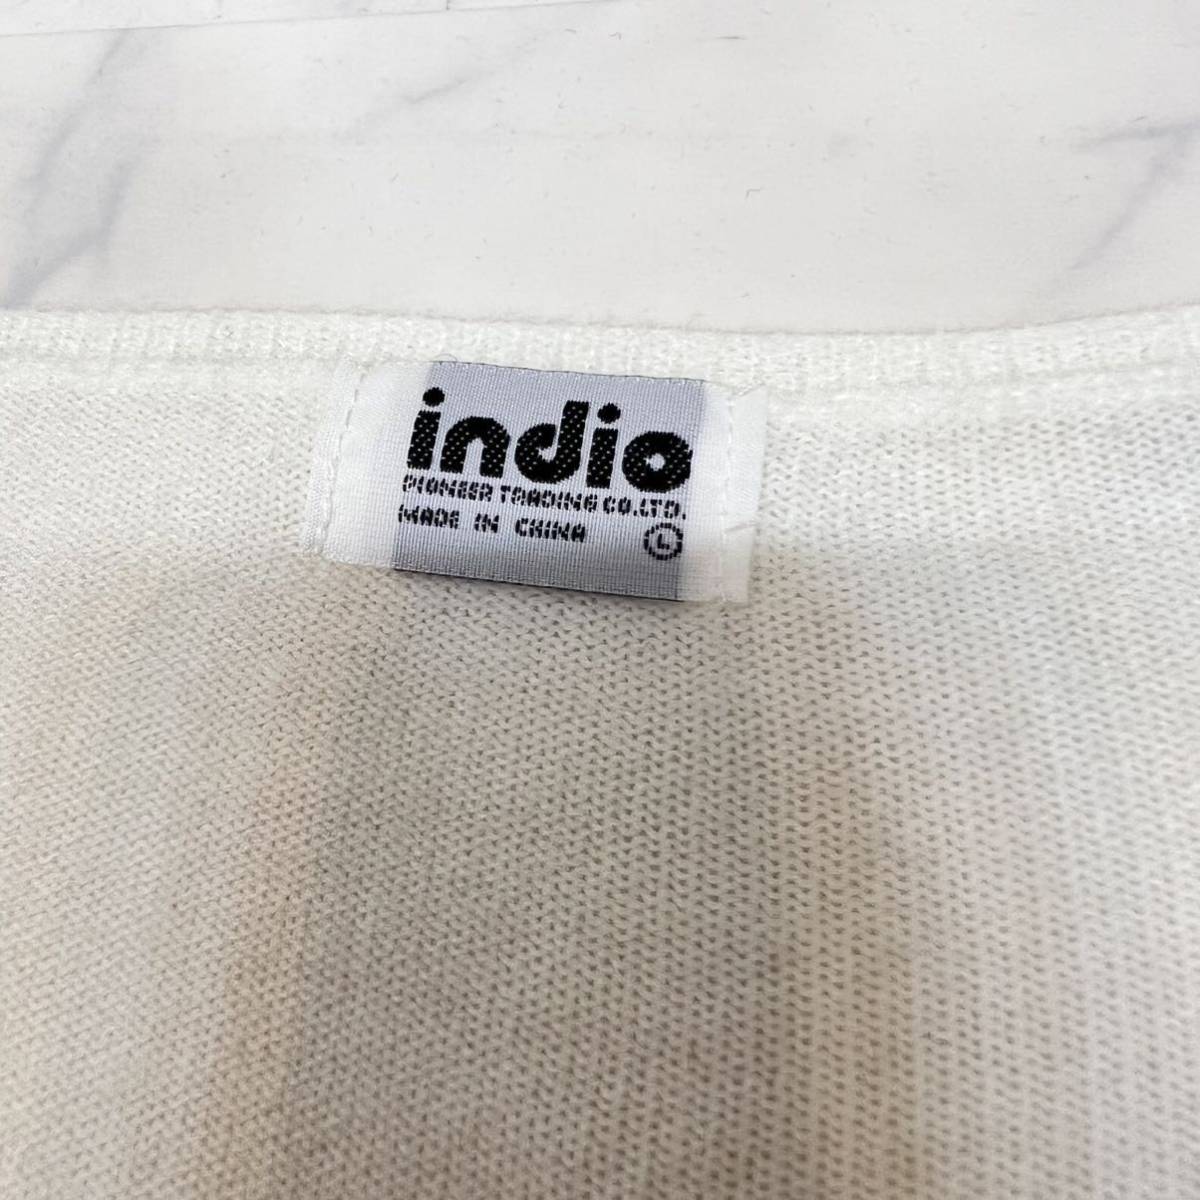 indio
PIONEER TRADING CO.LTD.
MADE IN CHINA
L